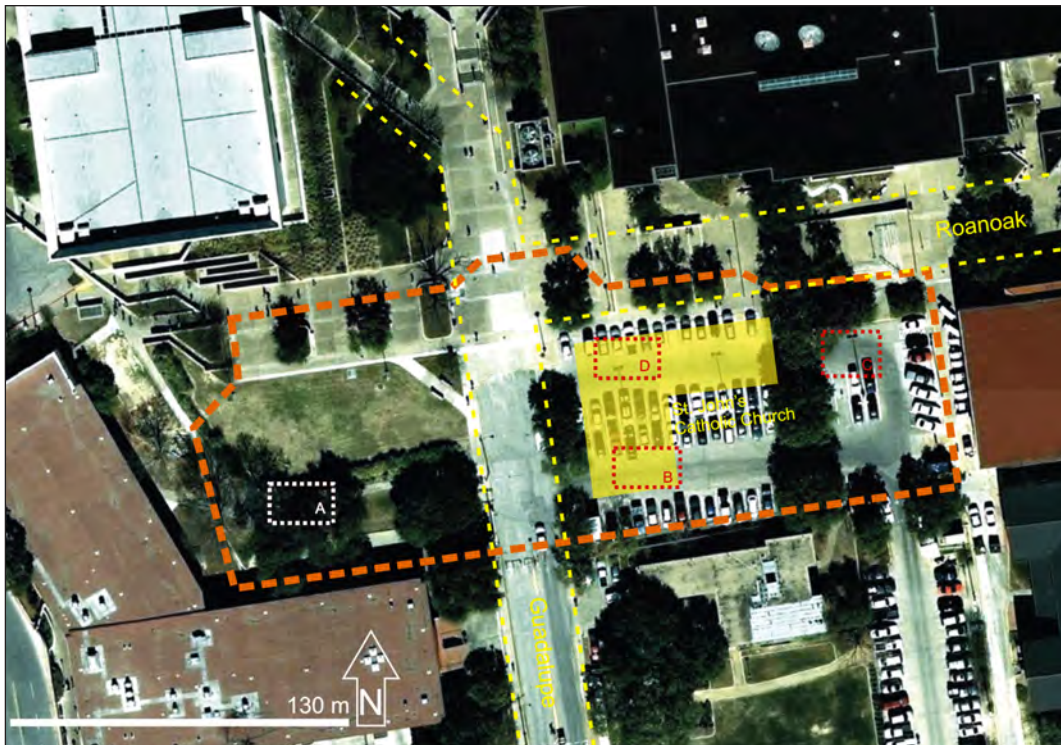 Roanoak
D
C
St. John's
Catholic Church
B
A
Guadalupe
130 m
N